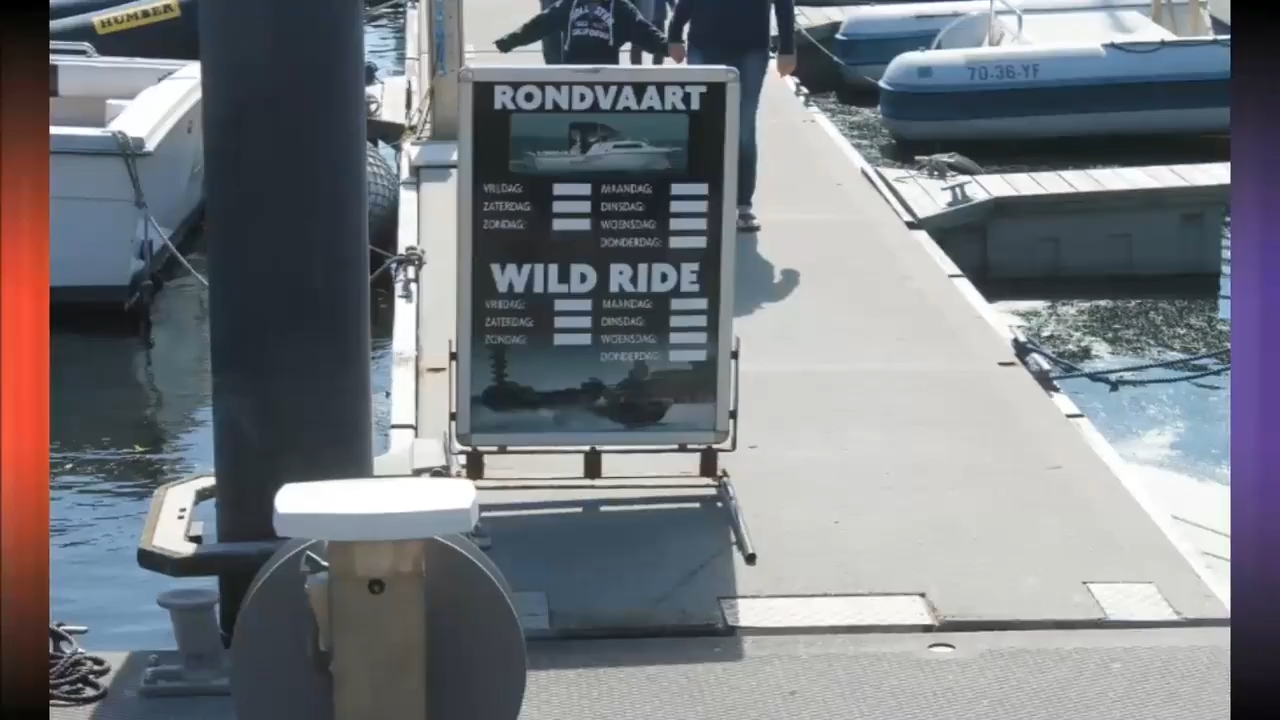 HUMBER
70-36-YF
RONDVAART
VRIJDAG: MAANDAG:
ZATERDAG: DINSDAG:
ZONDAG: WOENSDAG:
DONDERDAG:
WILD RIDE
VRIJDAG: MAANDAG:
ZATERDAG: DINSDAG:
ZONDAG: WOENSDAG:
DONDERDAG: